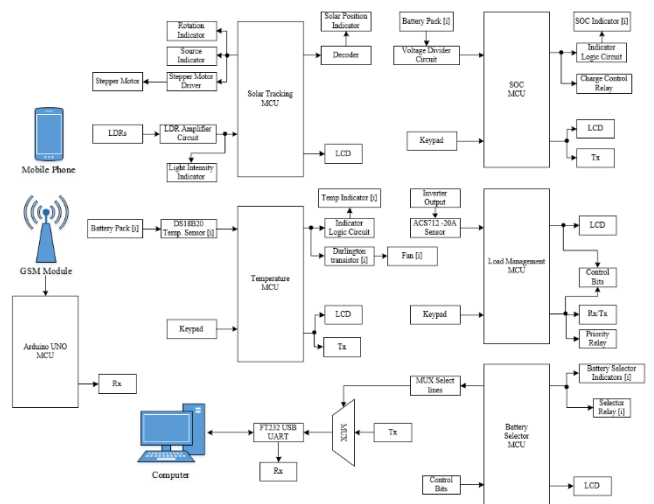 Rotation
Indicator
Source
Indicator
Stepper Motor
Stepper Motor
Driver
LDRs
LDR Amplifier
Circuit
Light Intensity
Indicator
Solar Tracking
MCU
Solar Position
Indicator
Decoder
LCD
Battery Pack [i]
Voltage Divider
Circuit
Keypad
SOC
MCU
SOC Indicator [i]
Indicator
Logic Circuit
Charge Control
Relay
LCD
Tx
Mobile Phone
GSM Module
Arduino UNO
MCU
Rx
Battery Pack [i]
DS18B20
Temp. Sensor [i]
Keypad
Temperature
MCU
Temp Indicator [i]
Indicator
Logic Circuit
Darlington
transistor [i]
Fan [i]
LCD
Tx
Inverter
Output
ACS712 -20A
Sensor
Keypad
Load Management
MCU
LCD
Control
Bits
Rx/Tx
Priority
Relay
Computer
FT232 USB
UART
Rx
MUX
Tx
MUX Select
lines
Control
Bits
Battery
Selector
MCU
Battery Selector
Indicators [i]
Selector
Relay [i]
LCD